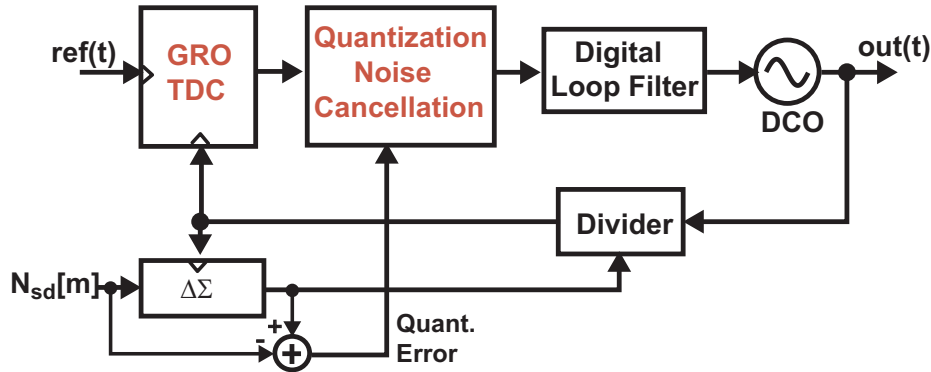 ref(t)
GRO
TDC
Quantization
Noise
Cancellation
Digital
Loop Filter
DCO
out(t)
Divider
N_sd[m]
ΔΣ
+
-
+
Quant.
Error